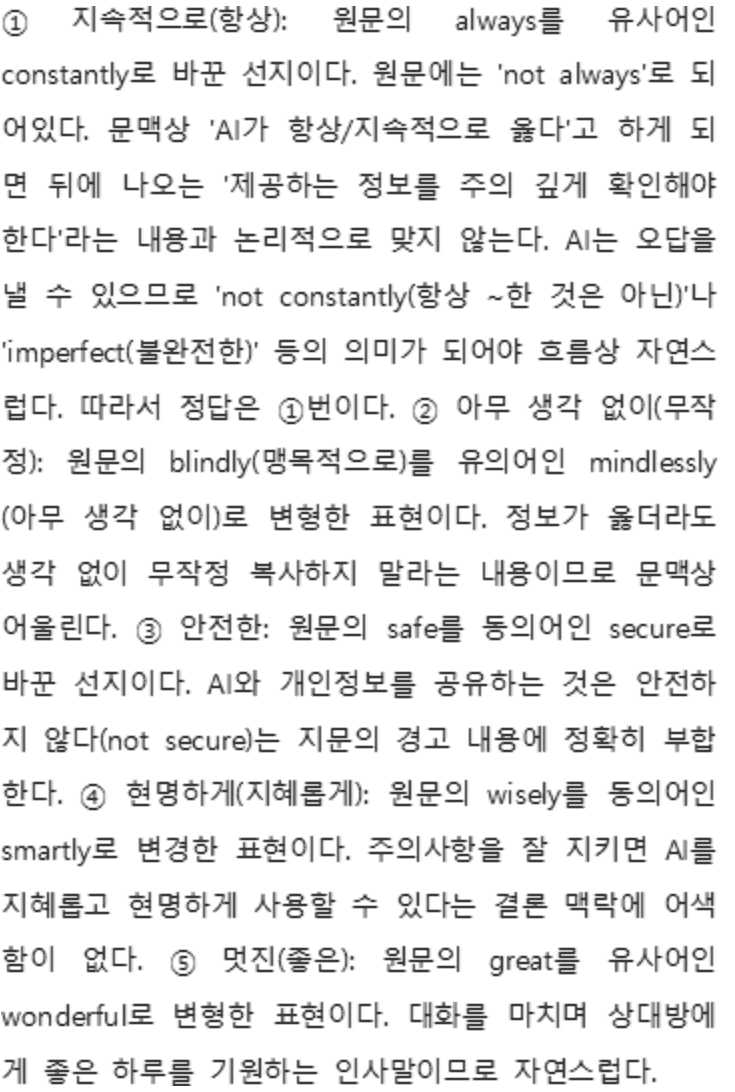 ① 지속적으로(항상): 원문의 always를 유사어인
constantly로 바꾼 선지이다. 원문에는 'not always'로 되
어있다. 문맥상 'AI가 항상/지속적으로 옳다'고 하게 되
면 뒤에 나오는 '제공하는 정보를 주의 깊게 확인해야
한다'라는 내용과 논리적으로 맞지 않는다. AI는 오답을
낼 수 있으므로 'not constantly(항상 ~한 것은 아닌)'나
'imperfect(불완전한)' 등의 의미가 되어야 흐름상 자연스
럽다. 따라서 정답은 ①번이다. ② 아무 생각 없이(무작
정): 원문의 blindly(맹목적으로)를 유의어인 mindlessly
(아무 생각 없이)로 변형한 표현이다. 정보가 옳더라도
생각 없이 무작정 복사하지 말라는 내용이므로 문맥상
어울린다. ③ 안전한: 원문의 safe를 동의어인 secure로
바꾼 선지이다. AI와 개인정보를 공유하는 것은 안전하
지 않다(not secure)는 지문의 경고 내용에 정확히 부합
한다. ④ 현명하게(지혜롭게): 원문의 wisely를 동의어인
smartly로 변경한 표현이다. 주의사항을 잘 지키면 AI를
지혜롭고 현명하게 사용할 수 있다는 결론 맥락에 어색
함이 없다. ⑤ 멋진(좋은): 원문의 great를 유사어인
wonderful로 변형한 표현이다. 대화를 마치며 상대방에
게 좋은 하루를 기원하는 인사말이므로 자연스럽다.